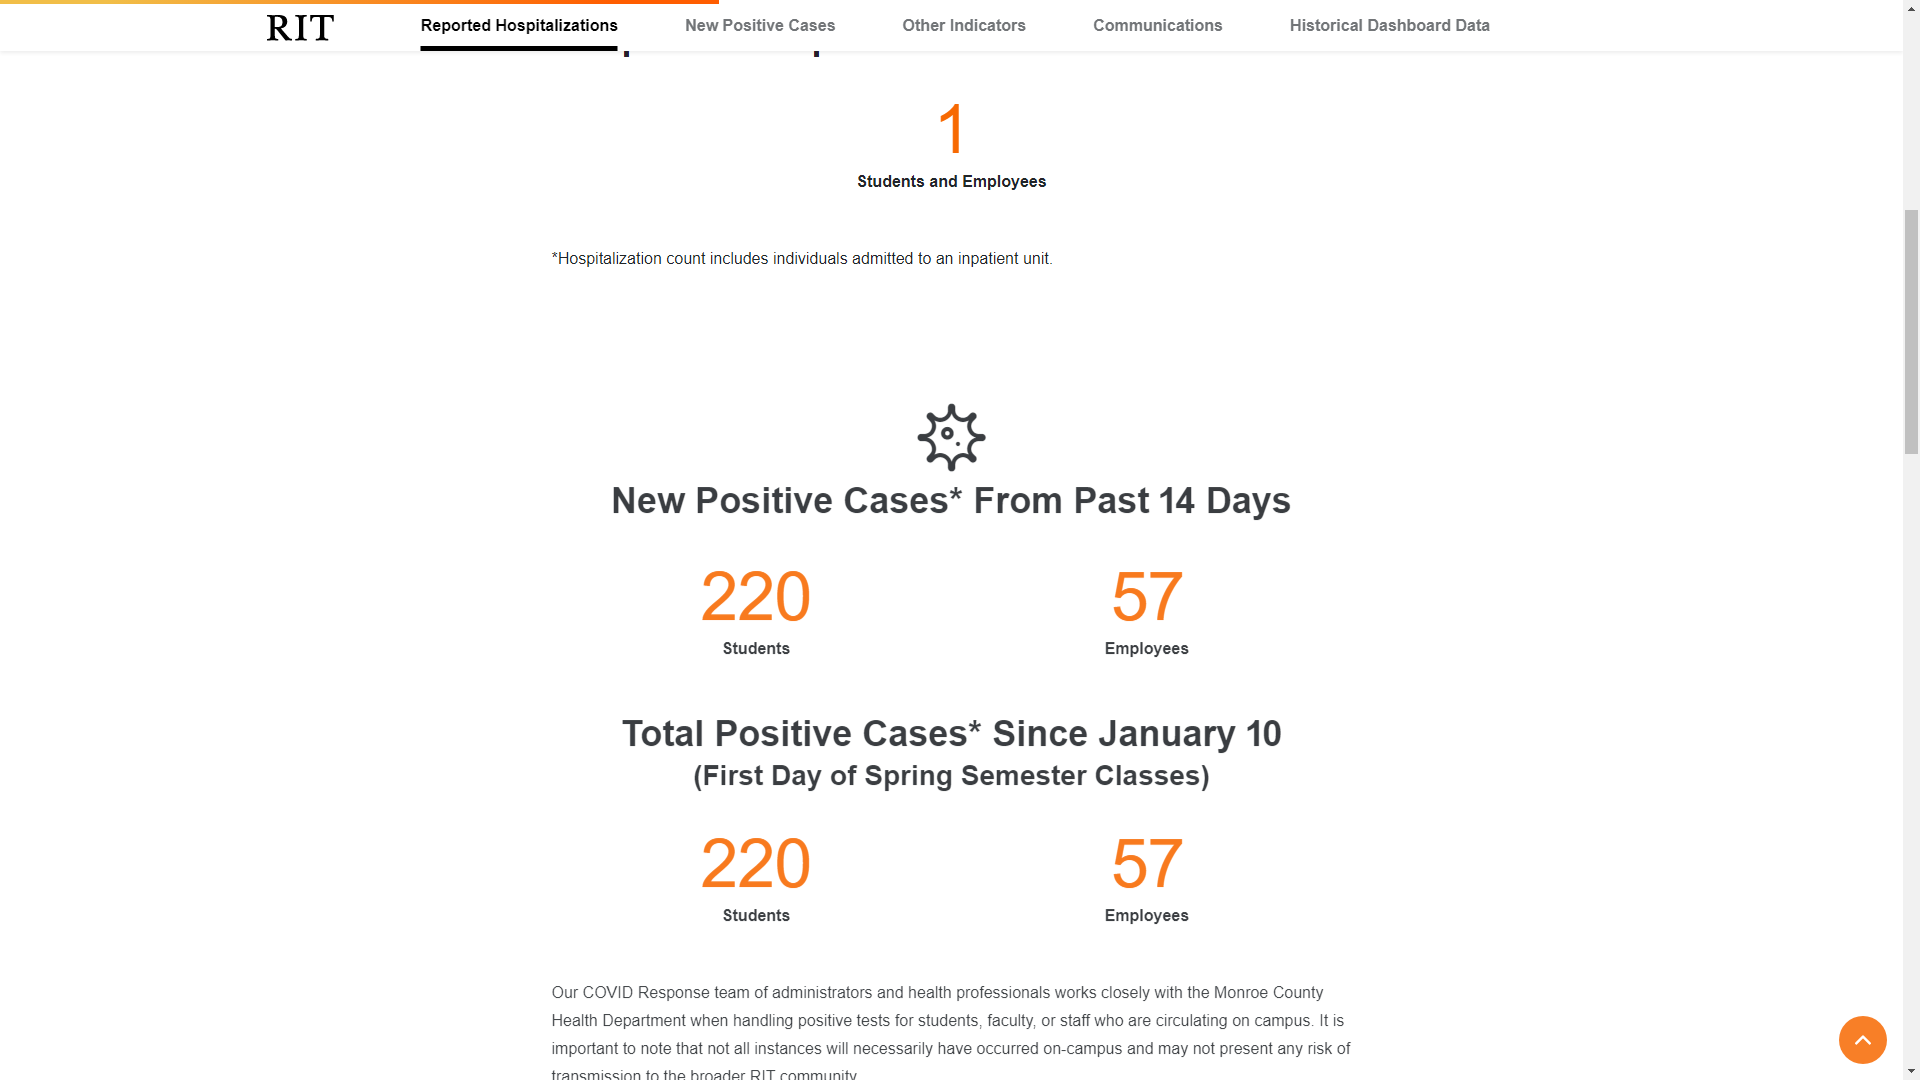 RIT Reported Hospitalizations New Positive Cases Other Indicators Communications Historical Dashboard Data
1
Students and Employees
*Hospitalization count includes individuals admitted to an inpatient unit.
New Positive Cases* From Past 14 Days
220 57
Students Employees
Total Positive Cases* Since January 10
(First Day of Spring Semester Classes)
220 57
Students Employees
Our COVID Response team of administrators and health professionals works closely with the Monroe County
Health Department when handling positive tests for students, faculty, or staff who are circulating on campus. It is
important to note that not all instances will necessarily have occurred on-campus and may not present any risk of
transmission to the broader RIT community.